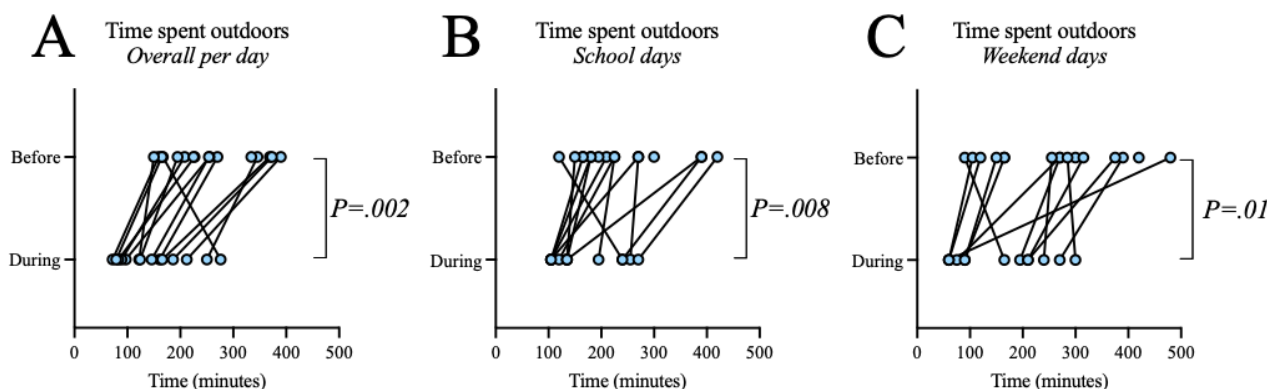 A
Time spent outdoors
Overall per day
Before
During
P=.002
0 100 200 300 400 500
Time (minutes)
B
Time spent outdoors
School days
Before
During
P=.008
0 100 200 300 400 500
Time (minutes)
C
Time spent outdoors
Weekend days
Before
During
P=.01
0 100 200 300 400 500
Time (minutes)